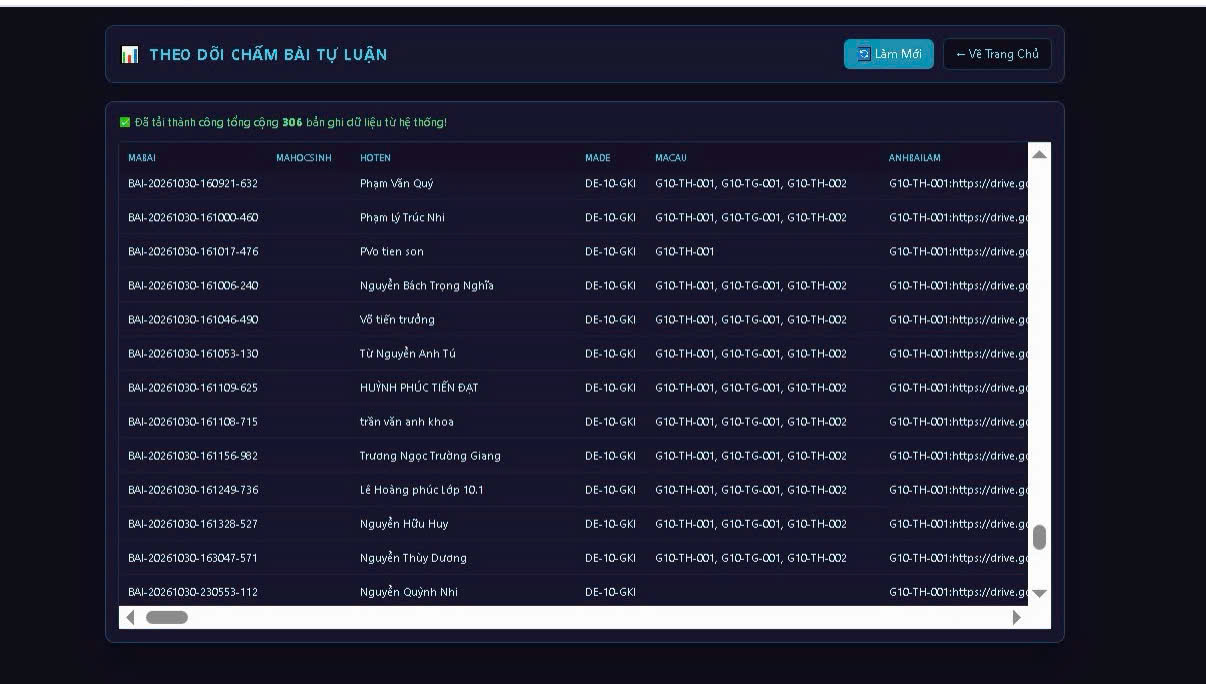 📊 THEO DÕI CHẤM BÀI TỰ LUẬN
🔄 Làm Mới
← Về Trang Chủ
✅ Đã tải thành công tổng cộng 306 bản ghi dữ liệu từ hệ thống!
MABAI MAHOCSINH HOTEN MADE MACAU ANHBAILAM
BAI-20261030-160921-632 Phạm Văn Quý DE-10-GKI G10-TH-001, G10-TG-001, G10-TH-002 G10-TH-001:https://drive.go
BAI-20261030-161000-460 Phạm Lý Trúc Nhi DE-10-GKI G10-TH-001, G10-TG-001, G10-TH-002 G10-TH-001:https://drive.go
BAI-20261030-161017-476 PVo tien son DE-10-GKI G10-TH-001 G10-TH-001:https://drive.go
BAI-20261030-161006-240 Nguyễn Bách Trọng Nghĩa DE-10-GKI G10-TH-001, G10-TG-001, G10-TH-002 G10-TH-001:https://drive.go
BAI-20261030-161046-490 Võ tiến trưởng DE-10-GKI G10-TH-001, G10-TG-001, G10-TH-002 G10-TH-001:https://drive.go
BAI-20261030-161053-130 Từ Nguyễn Anh Tú DE-10-GKI G10-TH-001, G10-TG-001, G10-TH-002 G10-TH-001:https://drive.go
BAI-20261030-161109-625 HUỲNH PHÚC TIẾN ĐẠT DE-10-GKI G10-TH-001, G10-TG-001, G10-TH-002 G10-TH-001:https://drive.go
BAI-20261030-161108-715 trần văn anh khoa DE-10-GKI G10-TH-001, G10-TG-001, G10-TH-002 G10-TH-001:https://drive.go
BAI-20261030-161156-982 Trương Ngọc Trường Giang DE-10-GKI G10-TH-001, G10-TG-001, G10-TH-002 G10-TH-001:https://drive.go
BAI-20261030-161249-736 Lê Hoàng phúc Lớp 10.1 DE-10-GKI G10-TH-001, G10-TG-001, G10-TH-002 G10-TH-001:https://drive.go
BAI-20261030-161328-527 Nguyễn Hữu Huy DE-10-GKI G10-TH-001, G10-TG-001, G10-TH-002 G10-TH-001:https://drive.go
BAI-20261030-163047-571 Nguyễn Thùy Dương DE-10-GKI G10-TH-001, G10-TG-001, G10-TH-002 G10-TH-001:https://drive.go
BAI-20261030-230553-112 Nguyễn Quỳnh Nhi DE-10-GKI G10-TH-001:https://drive.go